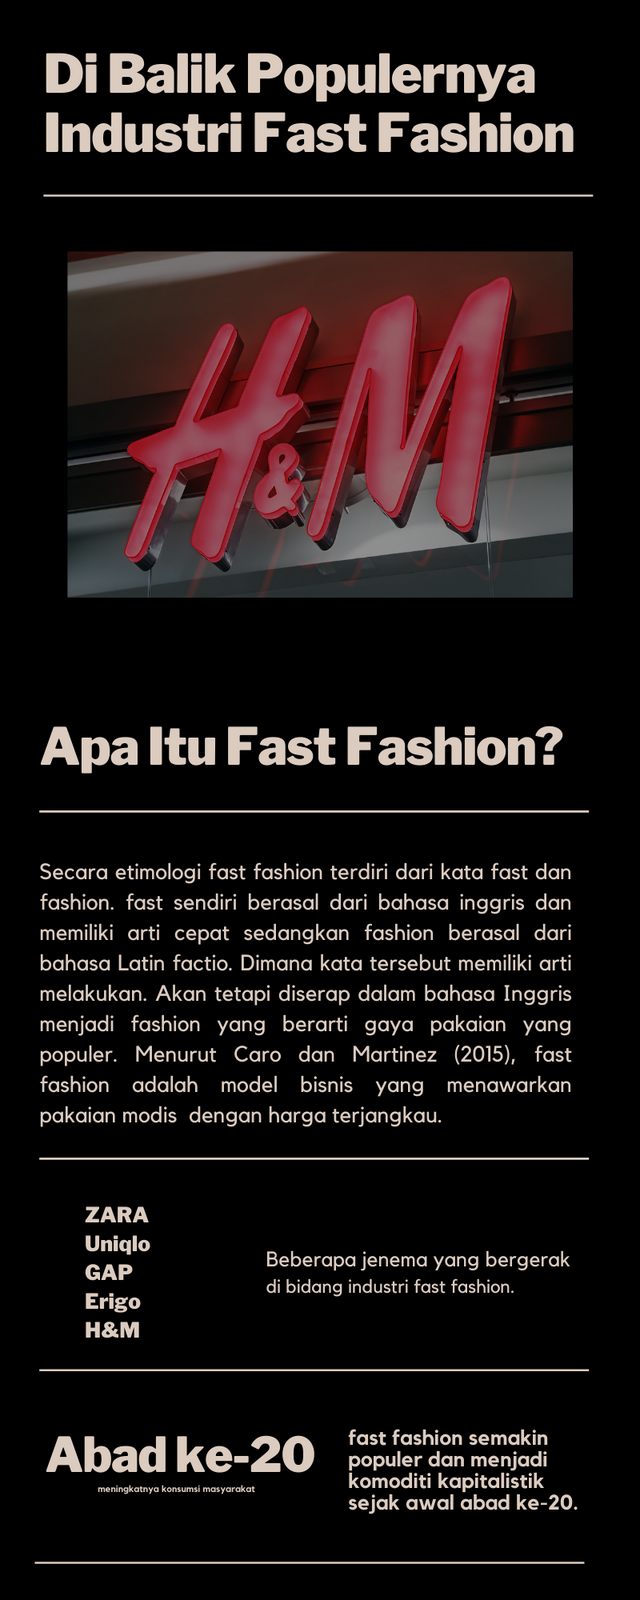 Di Balik Populernya
Industri Fast Fashion
H&M
Apa Itu Fast Fashion?
Secara etimologi fast fashion terdiri dari kata fast dan
fashion. fast sendiri berasal dari bahasa inggris dan
memiliki arti cepat sedangkan fashion berasal dari
bahasa Latin factio. Dimana kata tersebut memiliki arti
melakukan. Akan tetapi diserap dalam bahasa Inggris
menjadi fashion yang berarti gaya pakaian yang
populer. Menurut Caro dan Martinez (2015), fast
fashion adalah model bisnis yang menawarkan
pakaian modis dengan harga terjangkau.
ZARA
Uniqlo
GAP
Erigo
H&M
Beberapa jenema yang bergerak
di bidang industri fast fashion.
Abad ke-20
meningkatnya konsumsi masyarakat
fast fashion semakin
populer dan menjadi
komoditi kapitalistik
sejak awal abad ke-20.